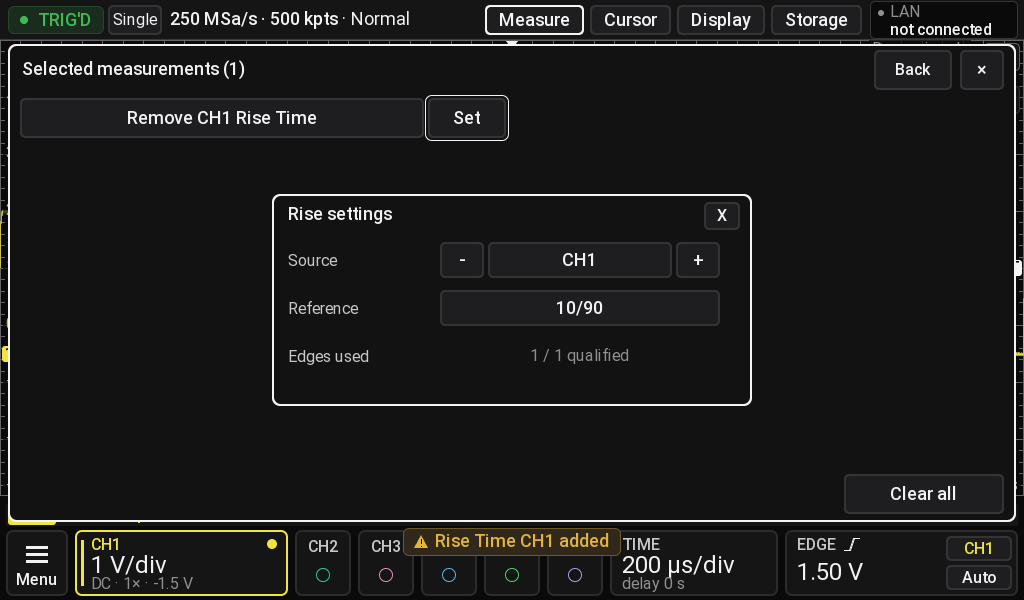 TRIG'D Single 250 MSa/s · 500 kpts · Normal Measure Cursor Display Storage LAN
not connected
Selected measurements (1) Back ×
Remove CH1 Rise Time Set
Rise settings X
Source - CH1 +
Reference 10/90
Edges used 1 / 1 qualified
Clear all
Rise Time CH1 added
Menu
CH1
1 V/div
DC · 1× · -1.5 V
CH2
CH3
TIME
200 µs/div
delay 0 s
EDGE CH1
1.50 V Auto